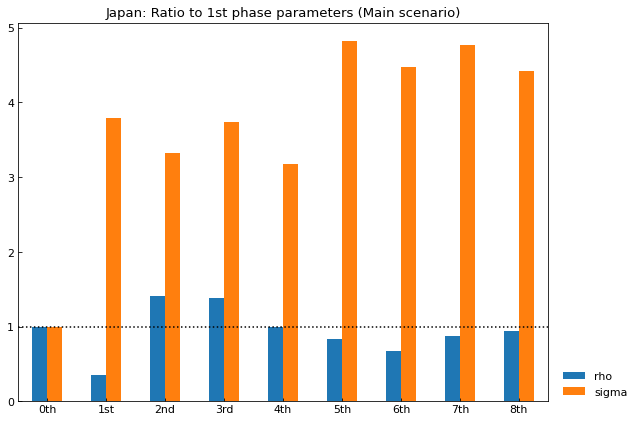 Japan: Ratio to 1st phase parameters (Main scenario)
5
4
3
2
1
0
0th 1st 2nd 3rd 4th 5th 6th 7th 8th
rho
sigma